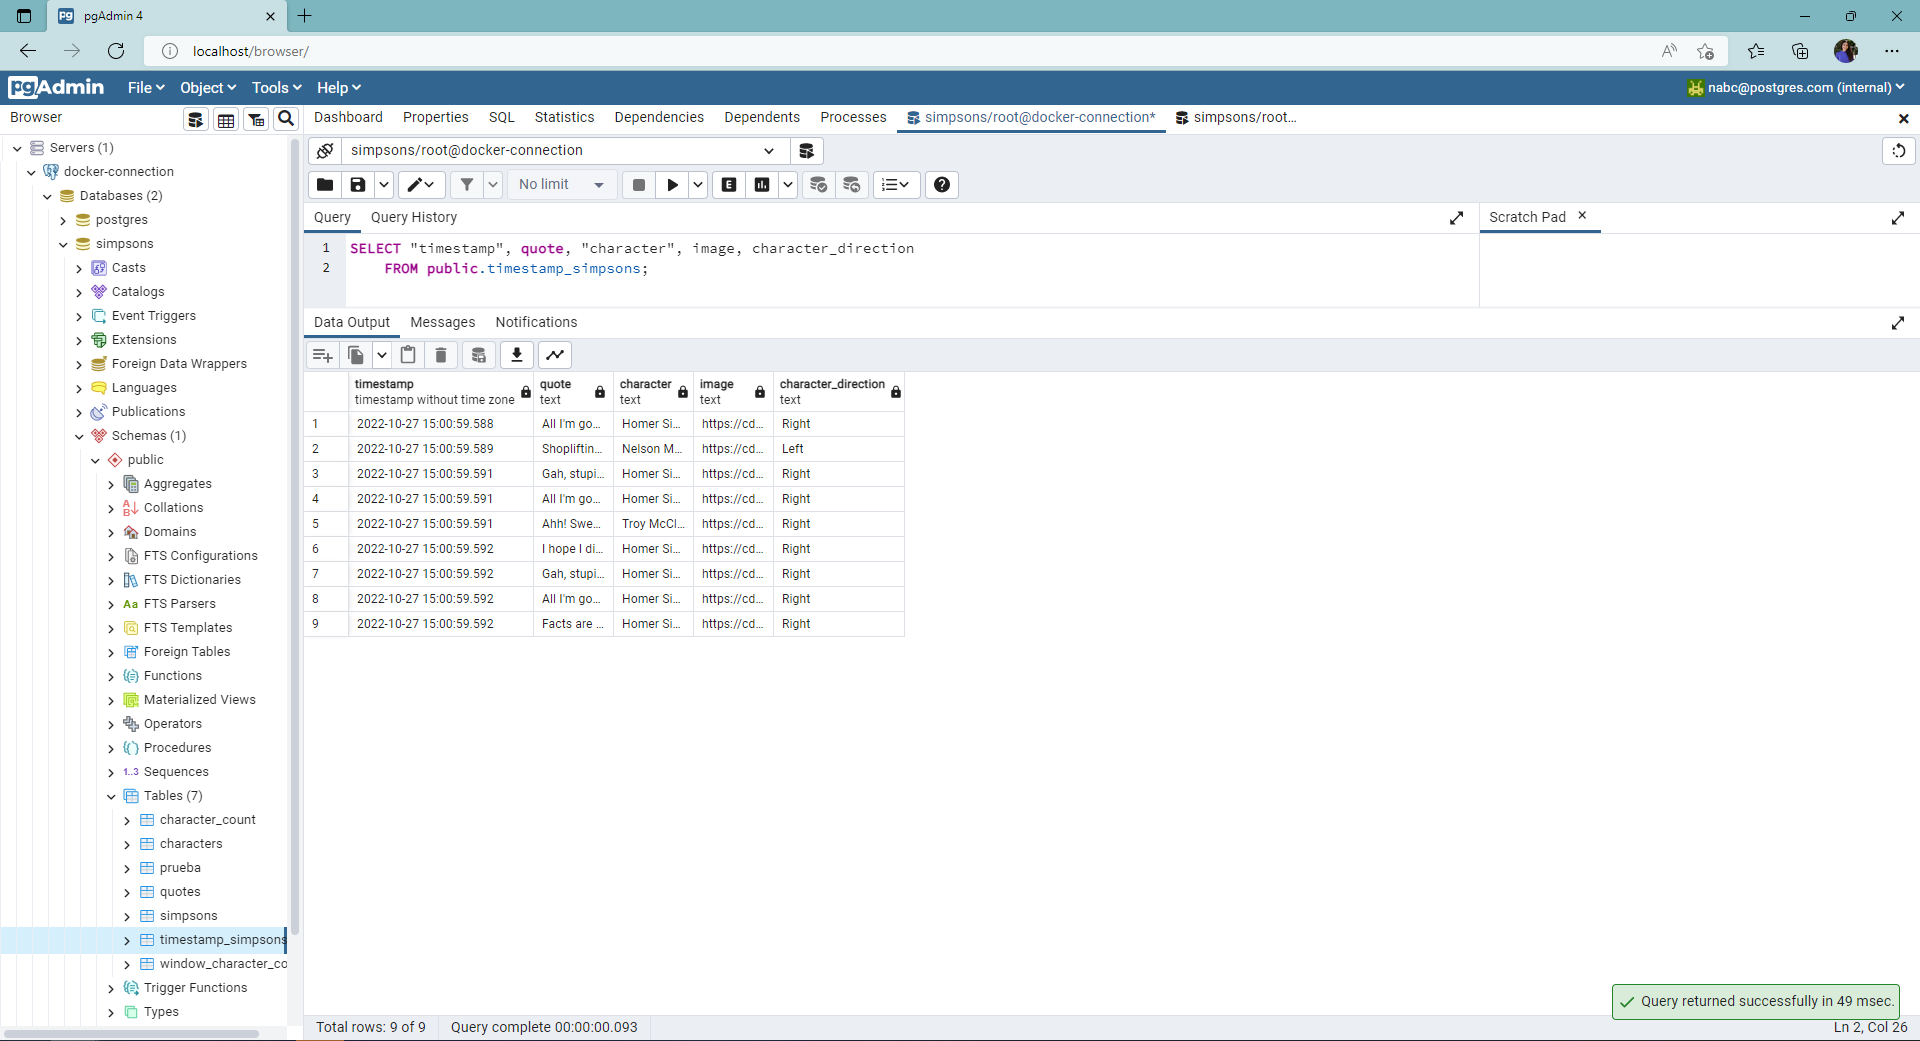 pgAdmin 4
localhost/browser/
pgAdmin File Object Tools Help nabc@postgres.com (internal)
Browser
Dashboard Properties SQL Statistics Dependencies Dependents Processes simpsons/root@docker-connection* simpsons/root...
Servers (1)
docker-connection
Databases (2)
postgres
simpsons
Casts
Catalogs
Event Triggers
Extensions
Foreign Data Wrappers
Languages
Publications
Schemas (1)
public
Aggregates
Collations
Domains
FTS Configurations
FTS Dictionaries
Aa FTS Parsers
FTS Templates
Foreign Tables
Functions
Materialized Views
Operators
Procedures
1..3 Sequences
Tables (7)
character_count
characters
prueba
quotes
simpsons
timestamp_simpsons
window_character_co
Trigger Functions
Types
simpsons/root@docker-connection
No limit
E
Query Query History
Scratch Pad
1 SELECT "timestamp", quote, "character", image, character_direction
2 FROM public.timestamp_simpsons;
Data Output Messages Notifications
timestamp quote character image character_direction
timestamp without time zone text text text text
1 2022-10-27 15:00:59.588 All I'm go... Homer Si... https://cd... Right
2 2022-10-27 15:00:59.589 Shopliftin... Nelson M... https://cd... Left
3 2022-10-27 15:00:59.591 Gah, stupi... Homer Si... https://cd... Right
4 2022-10-27 15:00:59.591 All I'm go... Homer Si... https://cd... Right
5 2022-10-27 15:00:59.591 Ahh! Swe... Troy McCl... https://cd... Right
6 2022-10-27 15:00:59.592 I hope I di... Homer Si... https://cd... Right
7 2022-10-27 15:00:59.592 Gah, stupi... Homer Si... https://cd... Right
8 2022-10-27 15:00:59.592 All I'm go... Homer Si... https://cd... Right
9 2022-10-27 15:00:59.592 Facts are ... Homer Si... https://cd... Right
Query returned successfully in 49 msec.
Total rows: 9 of 9 Query complete 00:00:00.093 Ln 2, Col 26